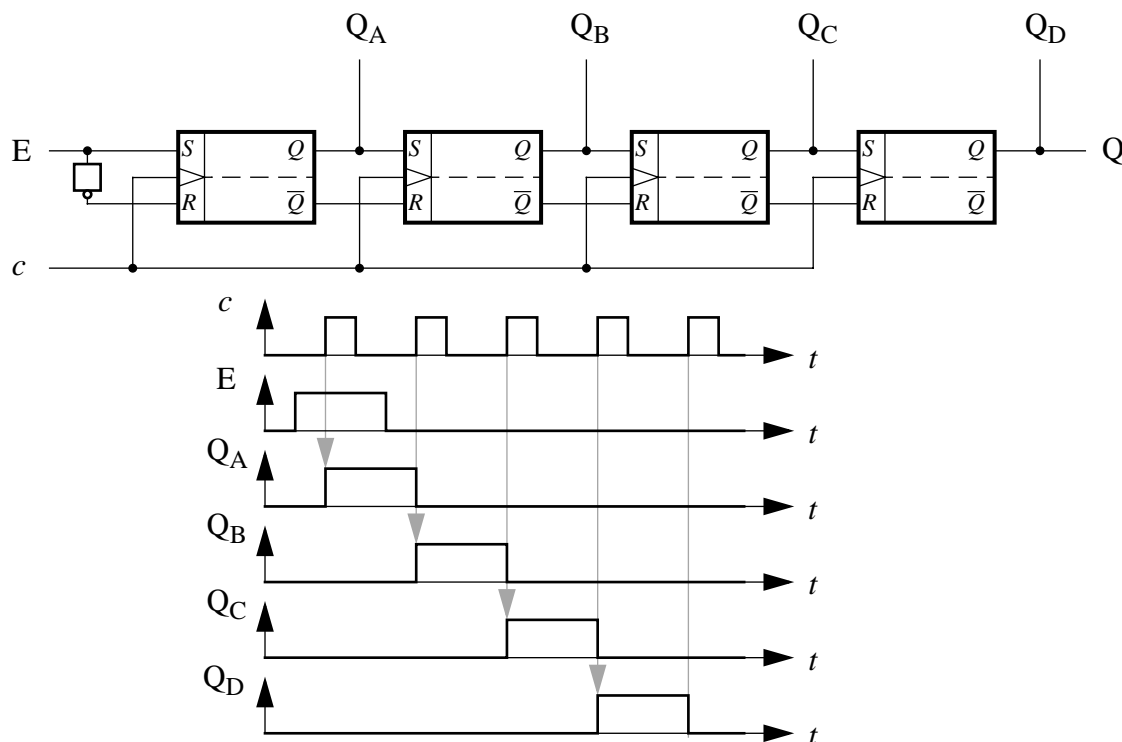 Q_A Q_B Q_C Q_D
E S Q S Q S Q S Q Q
R Q̅ R Q̅ R Q̅ R Q̅
c
c t
E t
Q_A t
Q_B t
Q_C t
Q_D t